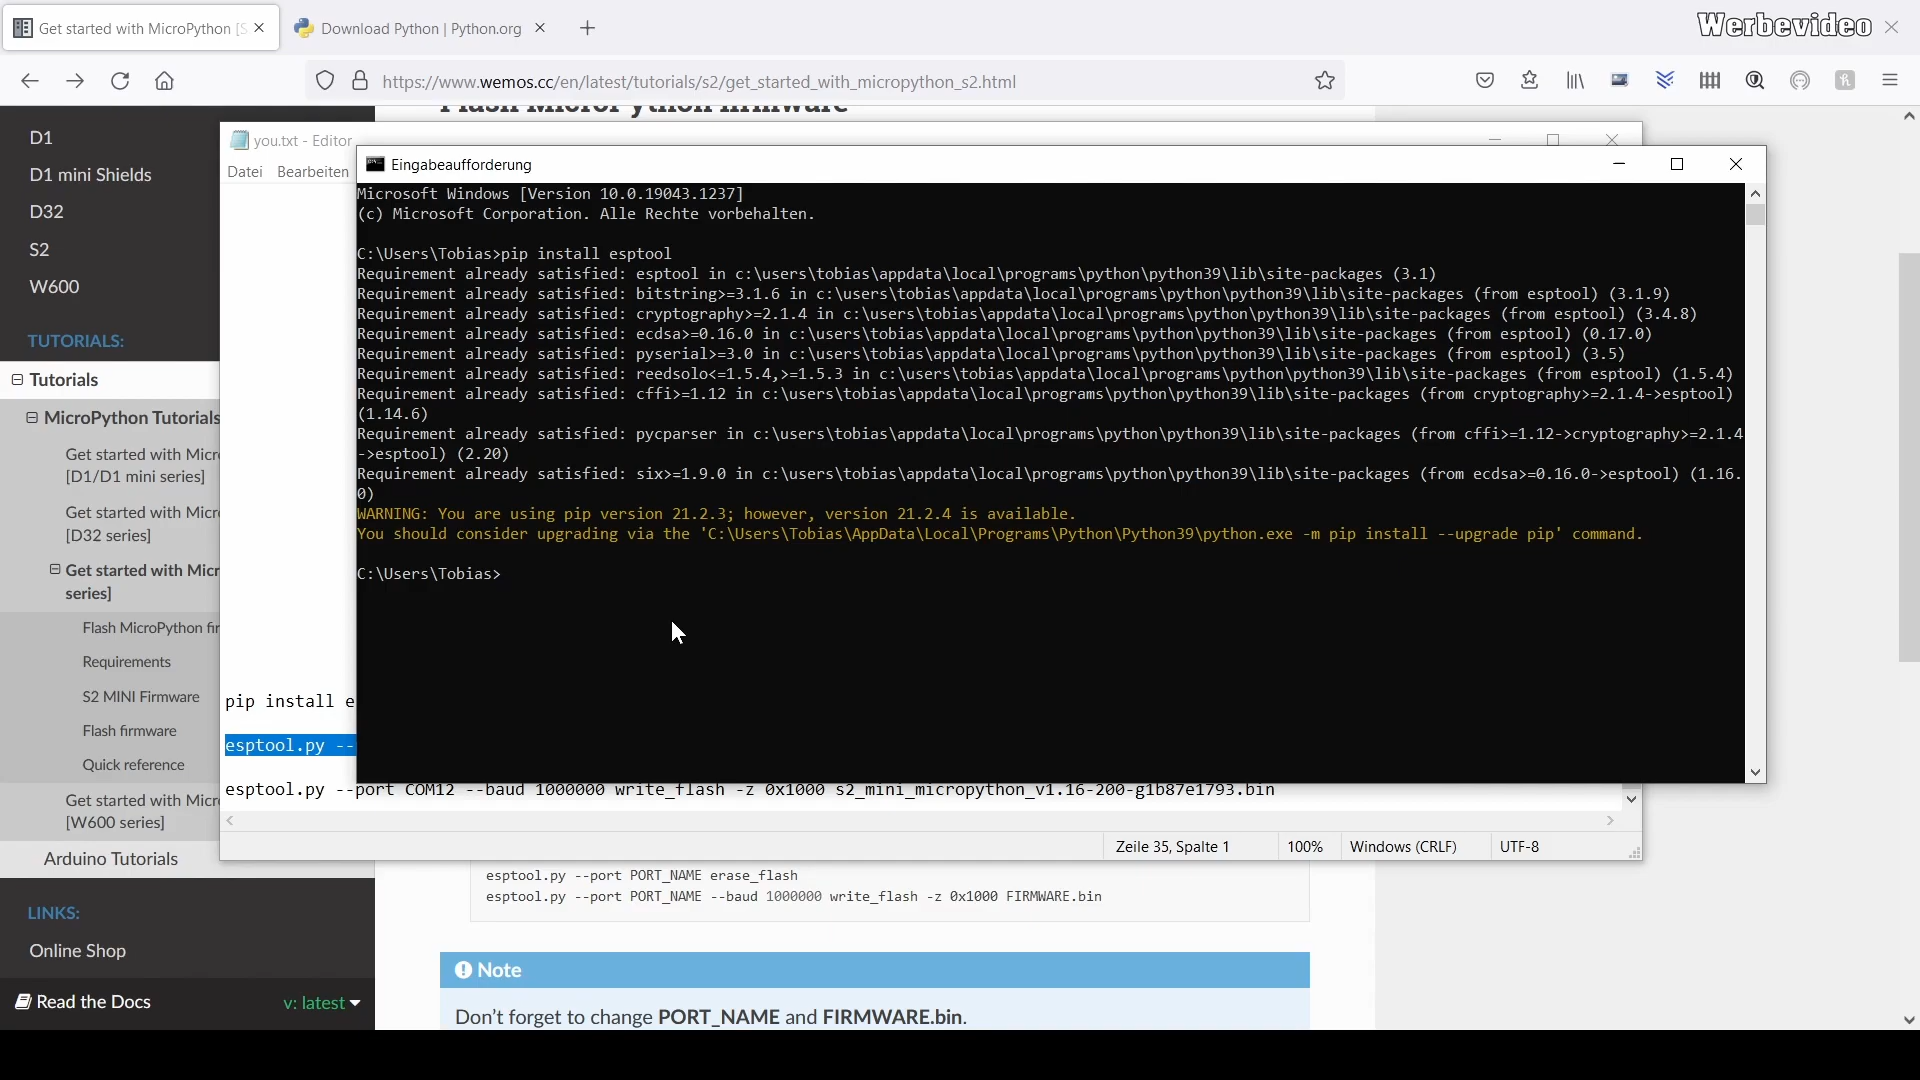 Get started with MicroPython [S
Download Python | Python.org
Werbevideo
https://www.wemos.cc/en/latest/tutorials/s2/get_started_with_micropython_s2.html
Flash MicroPython firmware
D1
D1 mini Shields
D32
S2
W600
TUTORIALS:
Tutorials
MicroPython Tutorials
Get started with Micr
[D1/D1 mini series]
Get started with Micr
[D32 series]
Get started with Micr
series]
Flash MicroPython fir
Requirements
S2 MINI Firmware
Flash firmware
Quick reference
Get started with Micr
[W600 series]
Arduino Tutorials
LINKS:
Online Shop
Read the Docs
v: latest
you.txt - Editor
Datei Bearbeiten
pip install e
esptool.py --
esptool.py --port COM12 --baud 1000000 write_flash -z 0x1000 s2_mini_micropython_v1.16-200-g1b87e1793.bin
Zeile 35, Spalte 1
100%
Windows (CRLF)
UTF-8
Eingabeaufforderung
Microsoft Windows [Version 10.0.19043.1237]
(c) Microsoft Corporation. Alle Rechte vorbehalten.
C:\Users\Tobias>pip install esptool
Requirement already satisfied: esptool in c:\users\tobias\appdata\local\programs\python\python39\lib\site-packages (3.1)
Requirement already satisfied: bitstring>=3.1.6 in c:\users\tobias\appdata\local\programs\python\python39\lib\site-packages (from esptool) (3.1.9)
Requirement already satisfied: cryptography>=2.1.4 in c:\users\tobias\appdata\local\programs\python\python39\lib\site-packages (from esptool) (3.4.8)
Requirement already satisfied: ecdsa>=0.16.0 in c:\users\tobias\appdata\local\programs\python\python39\lib\site-packages (from esptool) (0.17.0)
Requirement already satisfied: pyserial>=3.0 in c:\users\tobias\appdata\local\programs\python\python39\lib\site-packages (from esptool) (3.5)
Requirement already satisfied: reedsolo<=1.5.4,>=1.5.3 in c:\users\tobias\appdata\local\programs\python\python39\lib\site-packages (from esptool) (1.5.4)
Requirement already satisfied: cffi>=1.12 in c:\users\tobias\appdata\local\programs\python\python39\lib\site-packages (from cryptography>=2.1.4->esptool)
(1.14.6)
Requirement already satisfied: pycparser in c:\users\tobias\appdata\local\programs\python\python39\lib\site-packages (from cffi>=1.12->cryptography>=2.1.4
->esptool) (2.20)
Requirement already satisfied: six>=1.9.0 in c:\users\tobias\appdata\local\programs\python\python39\lib\site-packages (from ecdsa>=0.16.0->esptool) (1.16.
0)
WARNING: You are using pip version 21.2.3; however, version 21.2.4 is available.
You should consider upgrading via the 'C:\Users\Tobias\AppData\Local\Programs\Python\Python39\python.exe -m pip install --upgrade pip' command.
C:\Users\Tobias>
esptool.py --port PORT_NAME erase_flash
esptool.py --port PORT_NAME --baud 1000000 write_flash -z 0x1000 FIRMWARE.bin
Note
Don't forget to change PORT_NAME and FIRMWARE.bin.